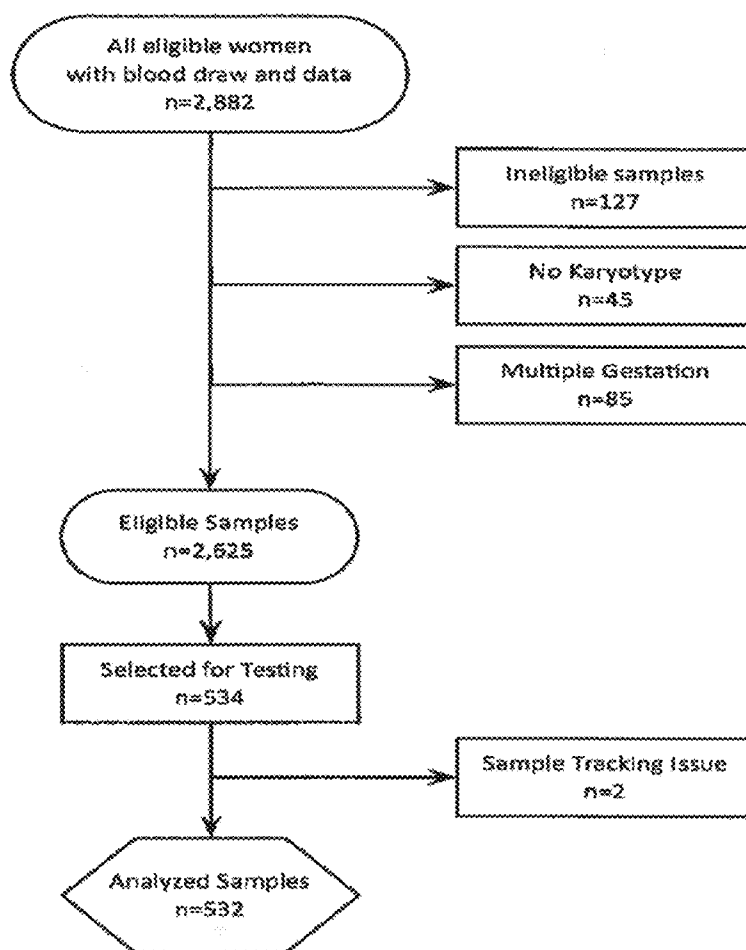 All eligible women
with blood draw and data
n=2,882
Ineligible samples
n=127
No Karyotype
n=45
Multiple Gestation
n=85
Eligible Samples
n=2,625
Selected for Testing
n=534
Sample Tracking Issue
n=2
Analyzed Samples
n=532